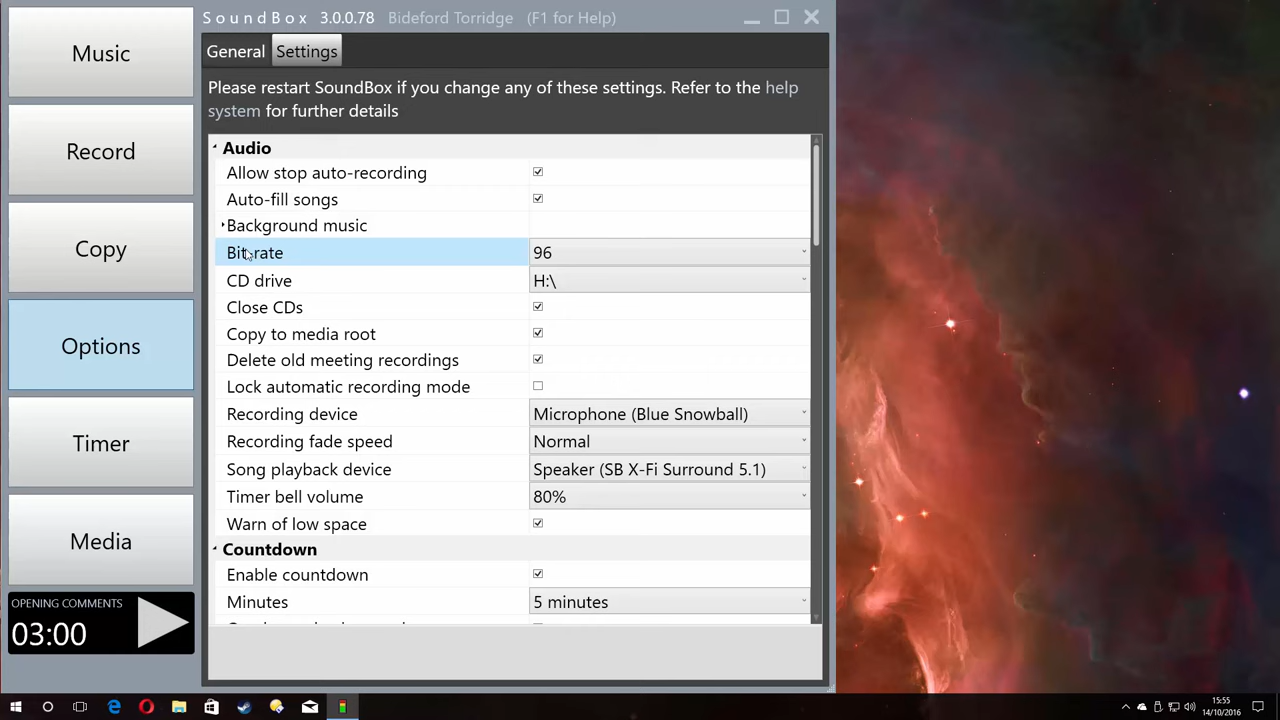 SoundBox 3.0.0.78 Bideford Torridge (F1 for Help)
General Settings
Please restart SoundBox if you change any of these settings. Refer to the help
system for further details
Music
Record
Copy
Options
Timer
Media
OPENING COMMENTS
03:00
Audio
Allow stop auto-recording
Auto-fill songs
Background music
Bit rate 96
CD drive H:\
Close CDs
Copy to media root
Delete old meeting recordings
Lock automatic recording mode
Recording device Microphone (Blue Snowball)
Recording fade speed Normal
Song playback device Speaker (SB X-Fi Surround 5.1)
Timer bell volume 80%
Warn of low space
Countdown
Enable countdown
Minutes 5 minutes
15:55
14/10/2016